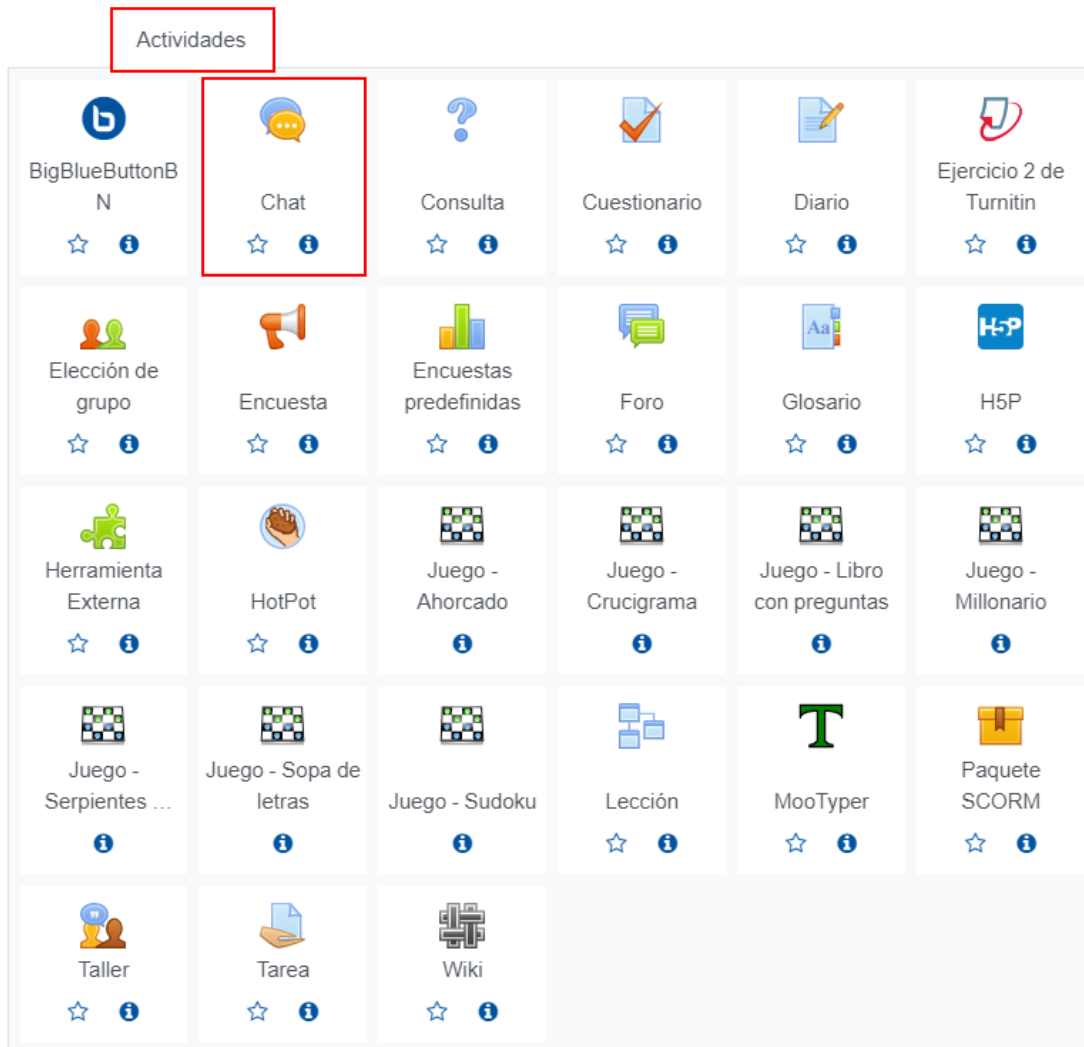 Actividades
BigBlueButtonB
N
Chat
Consulta
Cuestionario
Diario
Ejercicio 2 de
Turnitin
Elección de
grupo
Encuesta
Encuestas
predefinidas
Foro
Aa
Glosario
H5P
H5P
Herramienta
Externa
HotPot
Juego -
Ahorcado
Juego -
Crucigrama
Juego - Libro
con preguntas
Juego -
Millonario
Juego -
Serpientes ...
Juego - Sopa de
letras
Juego - Sudoku
Lección
T
MooTyper
Paquete
SCORM
Taller
Tarea
Wiki